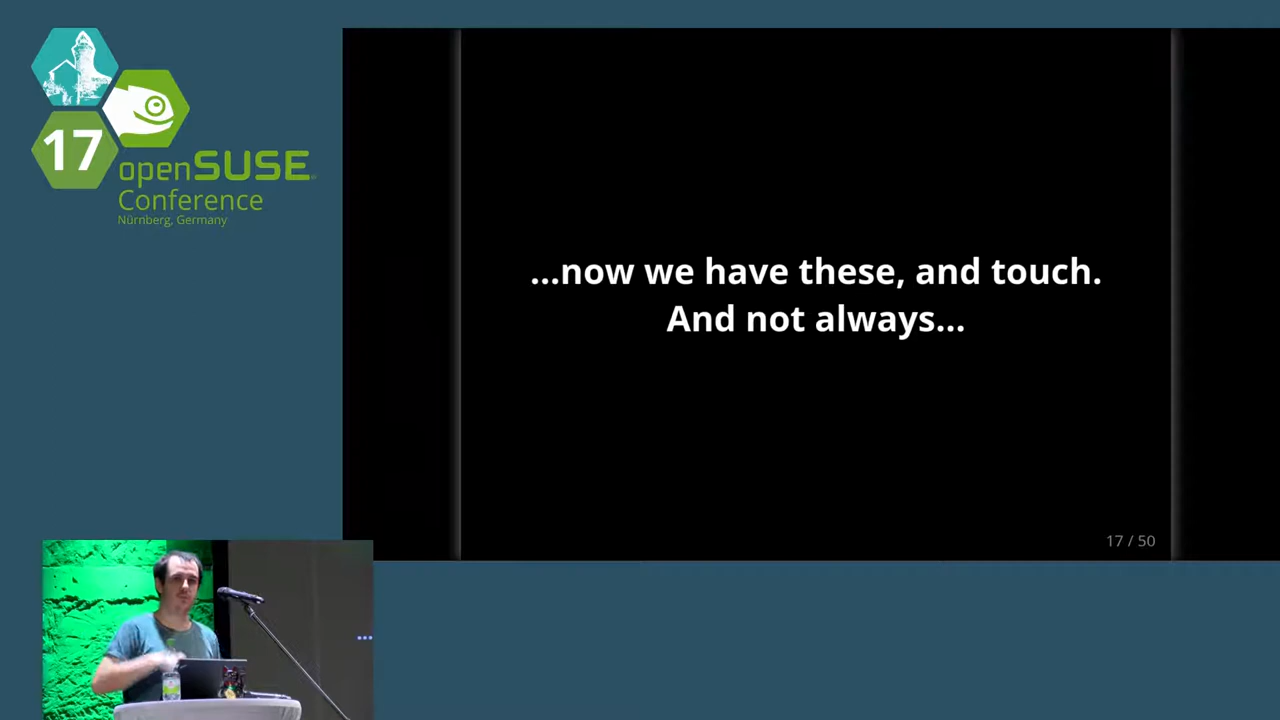 17
openSUSE
Conference
Nürnberg, Germany
...now we have these, and touch.
And not always...
17 / 50